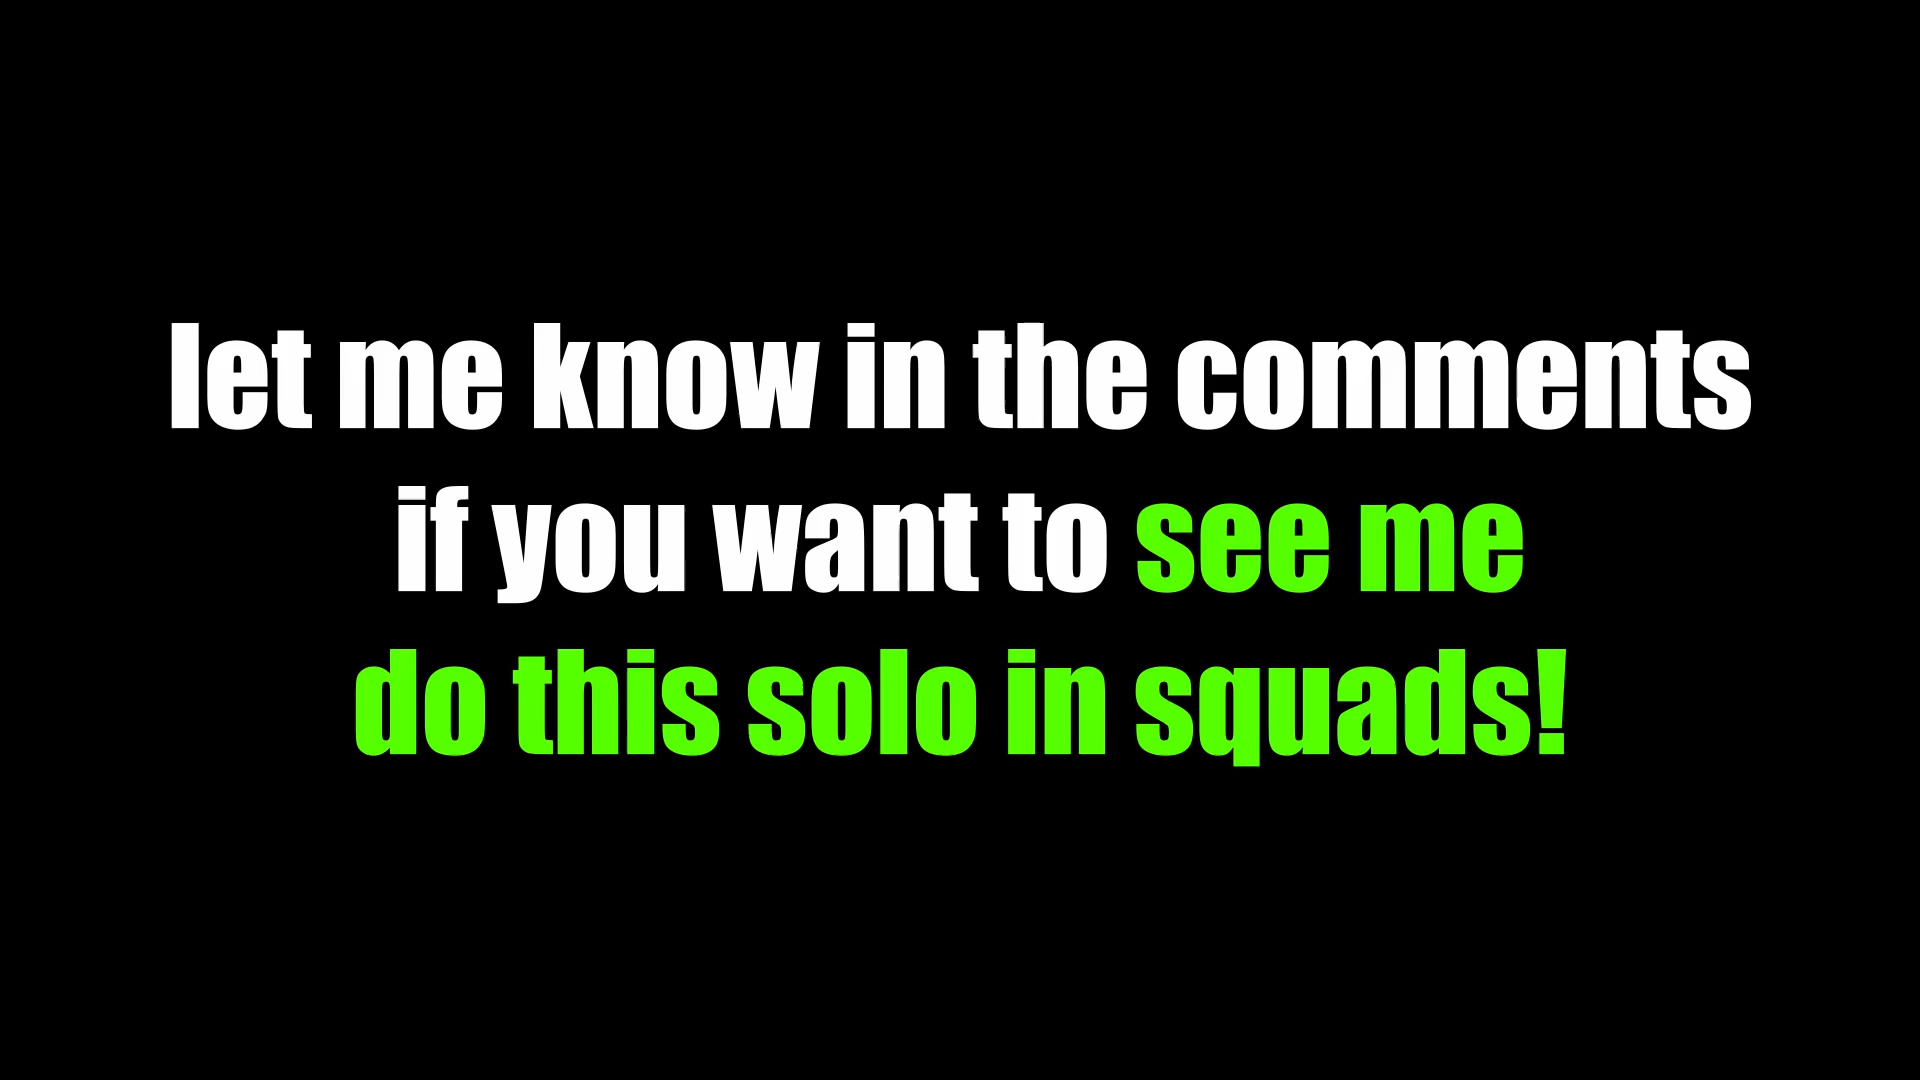 let me know in the comments
if you want to see me
do this solo in squads!